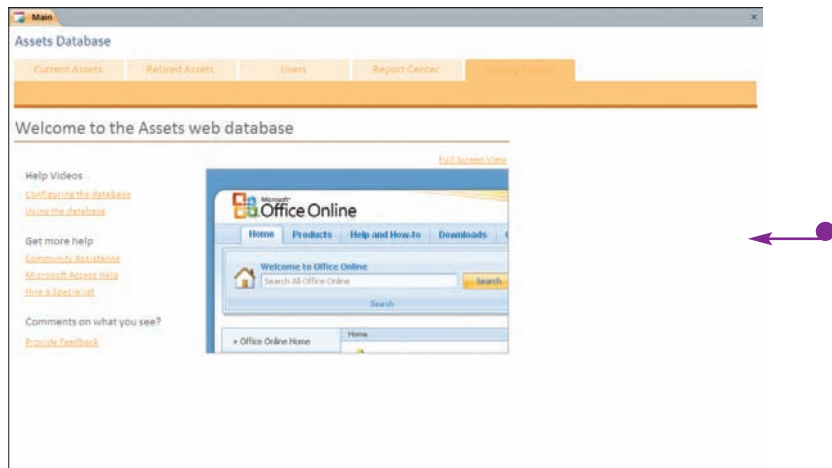 Main
Assets Database
Current Assets Retired Assets Users Report Center
Welcome to the Assets web database
Full Screen View
Help Videos
Configuring the database
Using the database
Get more help
Community Assistance
Microsoft Access Help
Hire a Specialist
Comments on what you see?
Provide feedback
Microsoft
Office Online
Home Products Help and How-to Downloads
Welcome to Office Online
Search All Office Online Search
Search
» Office Online Home
Home